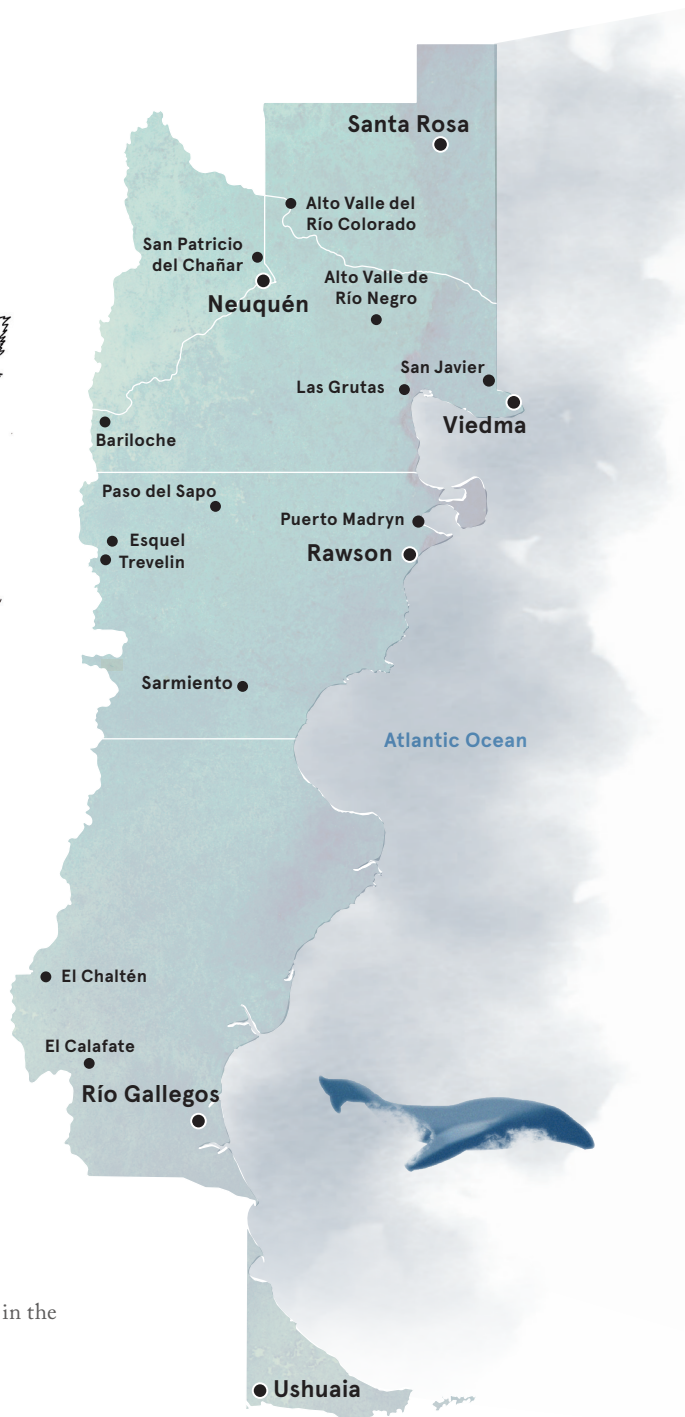 Santa Rosa
Alto Valle del
Río Colorado
San Patricio
del Chañar
Neuquén
Alto Valle de
Río Negro
San Javier
Las Grutas
Viedma
Bariloche
Paso del Sapo
Puerto Madryn
Esquel
Trevelin
Rawson
Sarmiento
Atlantic Ocean
El Chaltén
El Calafate
Río Gallegos
in the
Ushuaia